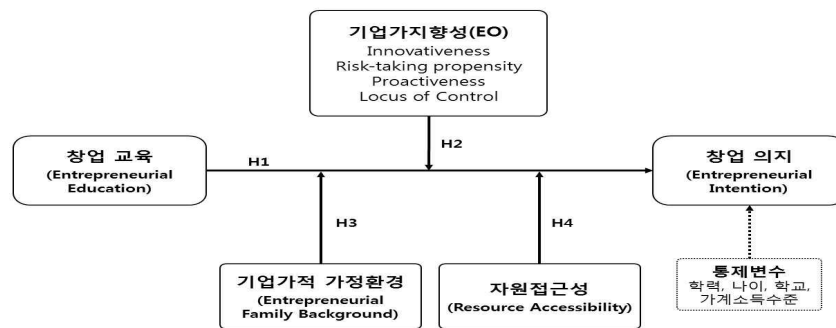 기업가지향성(EO)
Innovativeness
Risk-taking propensity
Proactiveness
Locus of Control
H2
창업 교육
(Entrepreneurial
Education)
H1
창업 의지
(Entrepreneurial
Intention)
H3
H4
기업가적 가정환경
(Entrepreneurial
Family Background)
자원접근성
(Resource Accessibility)
통제변수
학력, 나이, 학교,
가계소득수준